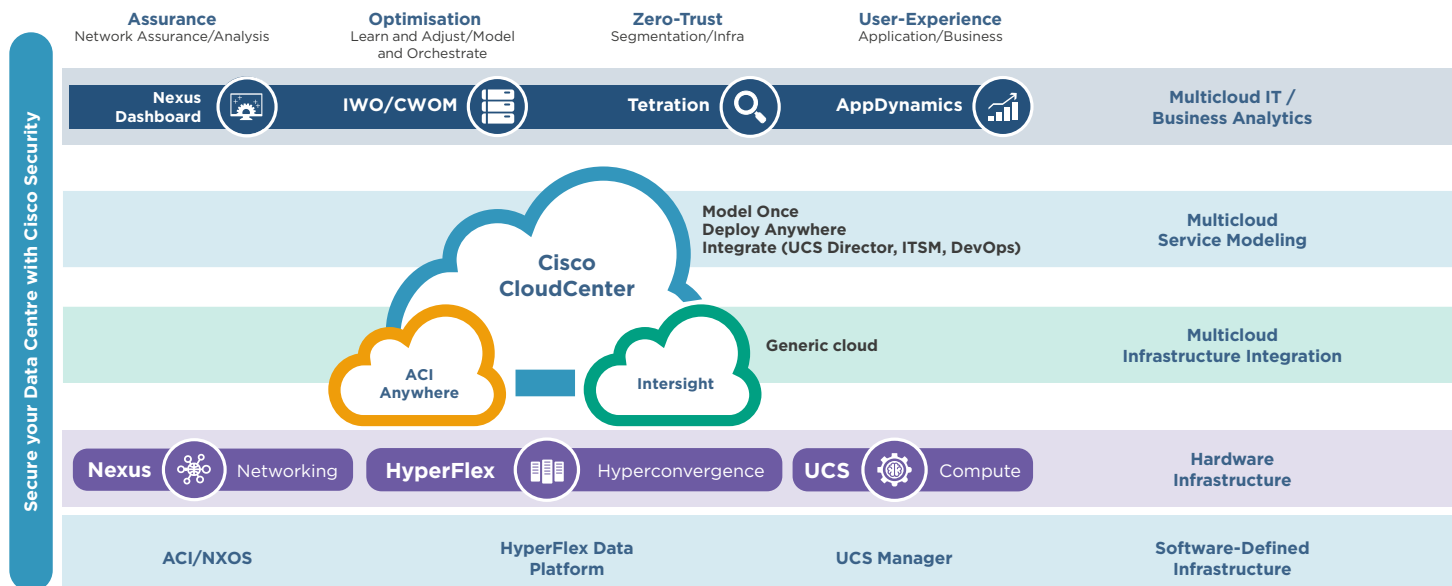 Secure your Data Centre with Cisco Security
Assurance
Network Assurance/Analysis
Optimisation
Learn and Adjust/Model
and Orchestrate
Zero-Trust
Segmentation/Infra
User-Experience
Application/Business
Nexus
Dashboard
IWO/CWOM
Tetration
AppDynamics
Multicloud IT /
Business Analytics
Cisco
CloudCenter
Model Once
Deploy Anywhere
Integrate (UCS Director, ITSM, DevOps)
Multicloud
Service Modeling
ACI
Anywhere
Intersight
Generic cloud
Multicloud
Infrastructure Integration
Nexus Networking
HyperFlex Hyperconvergence
UCS Compute
Hardware
Infrastructure
ACI/NXOS
HyperFlex Data
Platform
UCS Manager
Software-Defined
Infrastructure